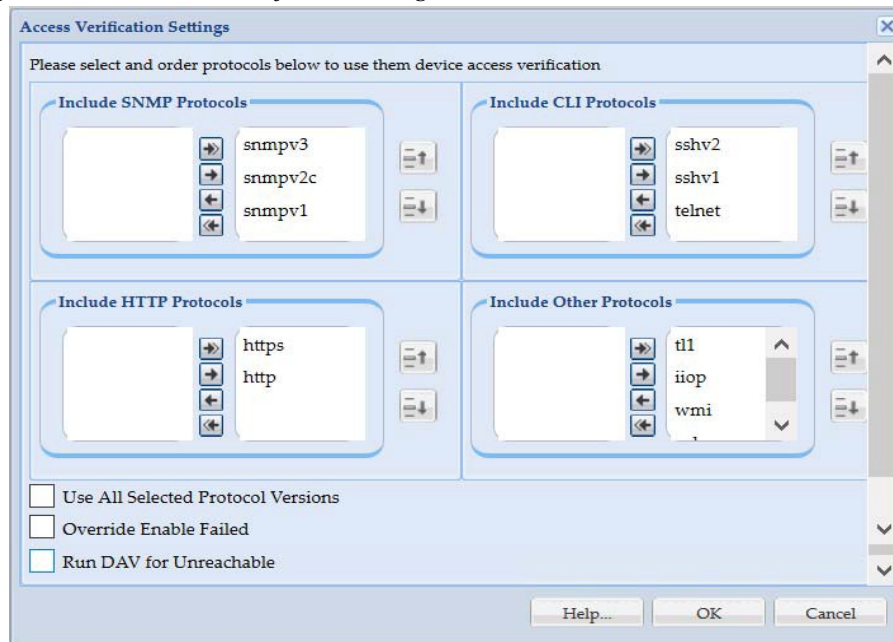 Access Verification Settings
Please select and order protocols below to use them device access verification
Include SNMP Protocols
snmpv3
snmpv2c
snmpv1
Include CLI Protocols
sshv2
sshv1
telnet
Include HTTP Protocols
https
http
Include Other Protocols
tl1
iiop
wmi
Use All Selected Protocol Versions
Override Enable Failed
Run DAV for Unreachable
Help...
OK
Cancel